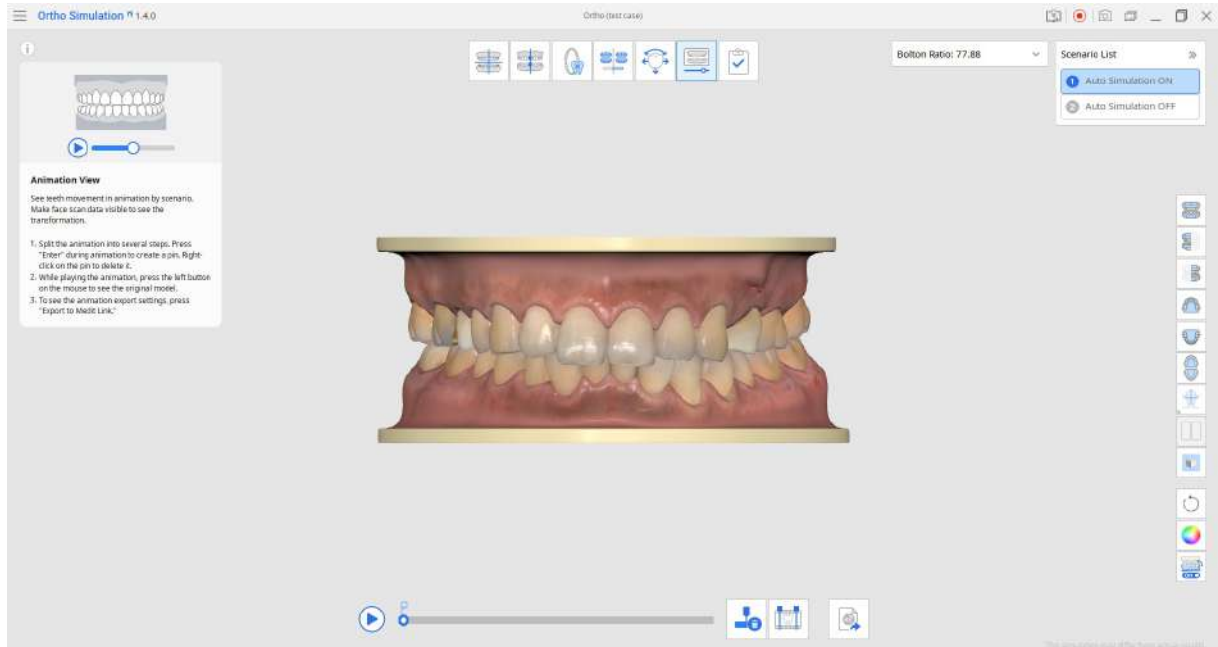 Ortho Simulation 1.4.0
Ortho (test case)
Bolton Ratio: 77.88
Scenario List
1 Auto Simulation ON
2 Auto Simulation OFF
Animation View
See teeth movement in animation by scenario.
Make face scan data visible to see the
transformation.
1. Split the animation into several steps. Press
"Enter" during animation to create a pin. Right-
click on the pin to delete it.
2. While playing the animation, press the left button
on the mouse to see the original model.
3. To see the animation export settings, press
"Export to Medit Link."
ON